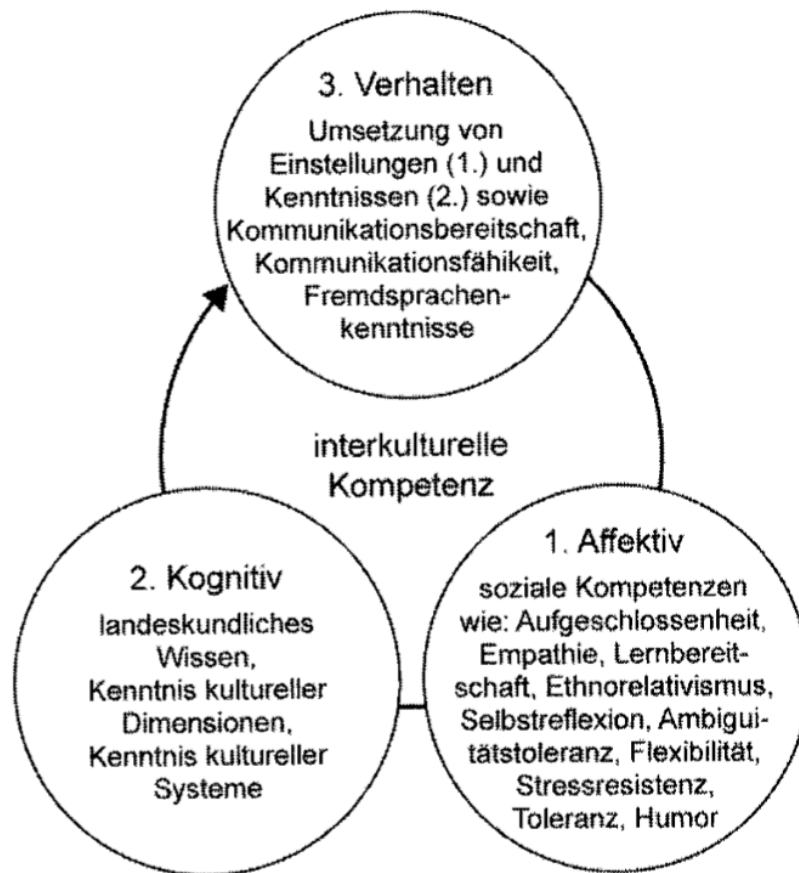 3. Verhalten
Umsetzung von
Einstellungen (1.) und
Kenntnissen (2.) sowie
Kommunikationsbereitschaft,
Kommunikationsfähikeit,
Fremdsprachen-
kenntnisse
interkulturelle
Kompetenz
2. Kognitiv
landeskundliches
Wissen,
Kenntnis kultureller
Dimensionen,
Kenntnis kultureller
Systeme
1. Affektiv
soziale Kompetenzen
wie: Aufgeschlossenheit,
Empathie, Lernbereit-
schaft, Ethnorelativismus,
Selbstreflexion, Ambigui-
tätstoleranz, Flexibilität,
Stressresistenz,
Toleranz, Humor